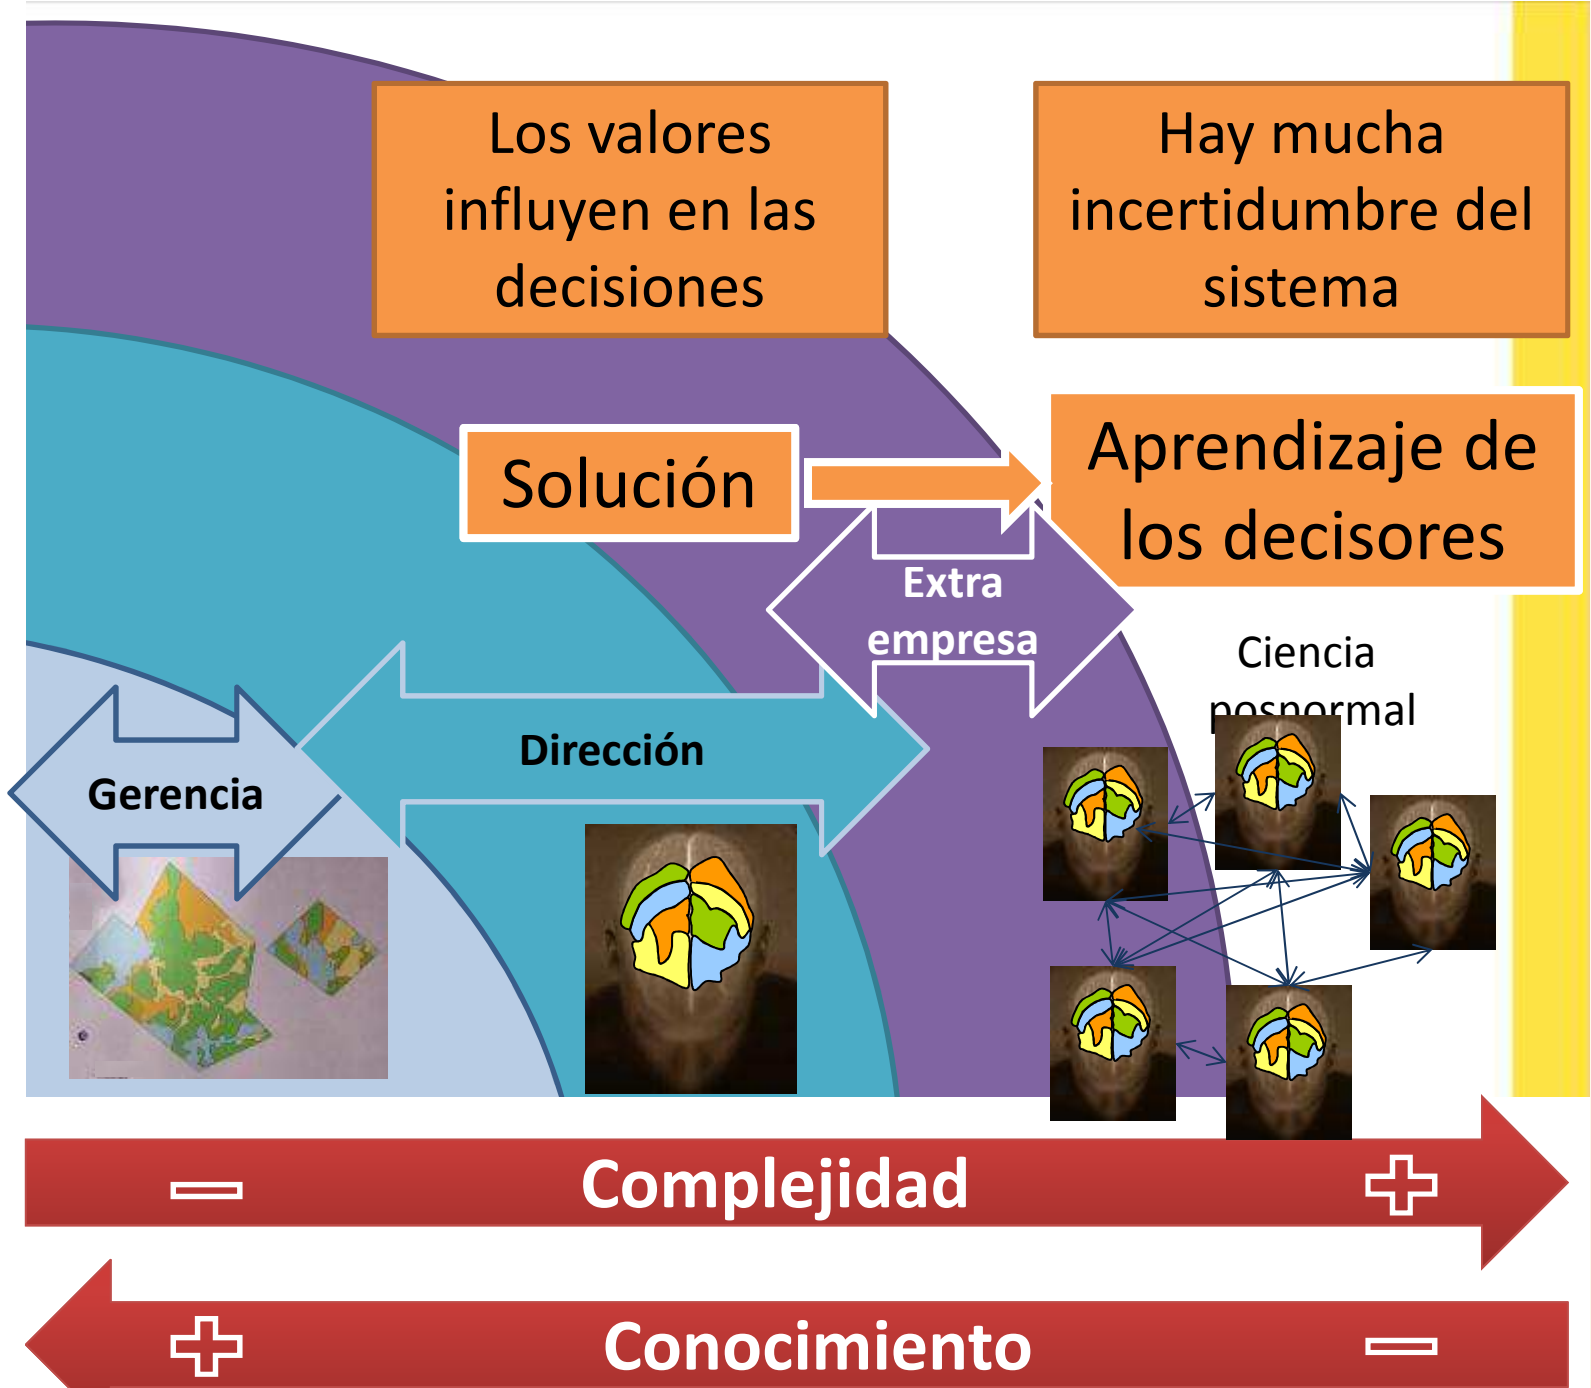 Los valores
influyen en las
decisiones
Hay mucha
incertidumbre del
sistema
Solución
Aprendizaje de
los decisores
Extra
empresa
Ciencia
posnormal
Dirección
Gerencia
Complejidad
Conocimiento